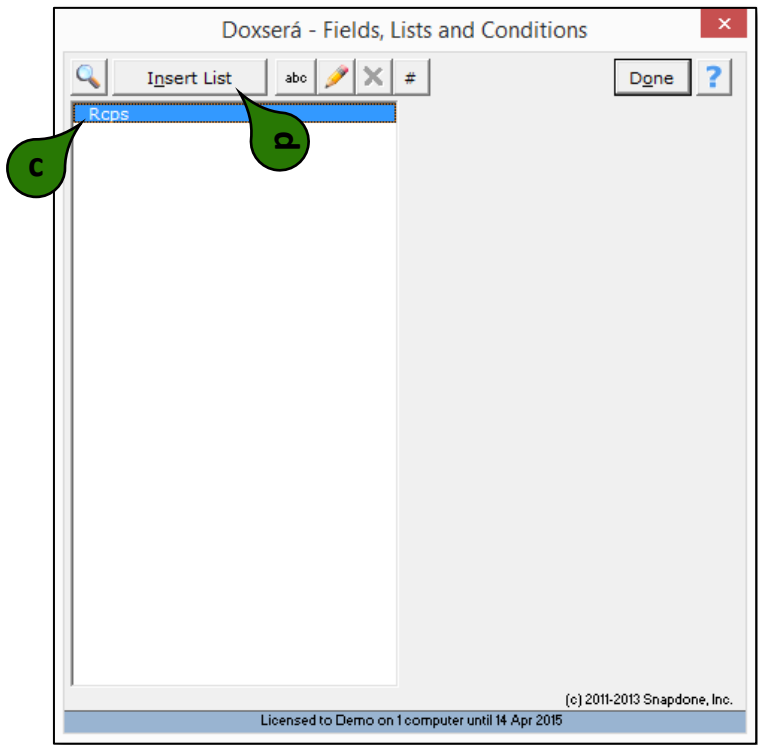 Doxserá - Fields, Lists and Conditions
Insert List abc # Done ?
Rcps
c
d
(c) 2011-2013 Snapdone, Inc.
Licensed to Demo on 1 computer until 14 Apr 2015